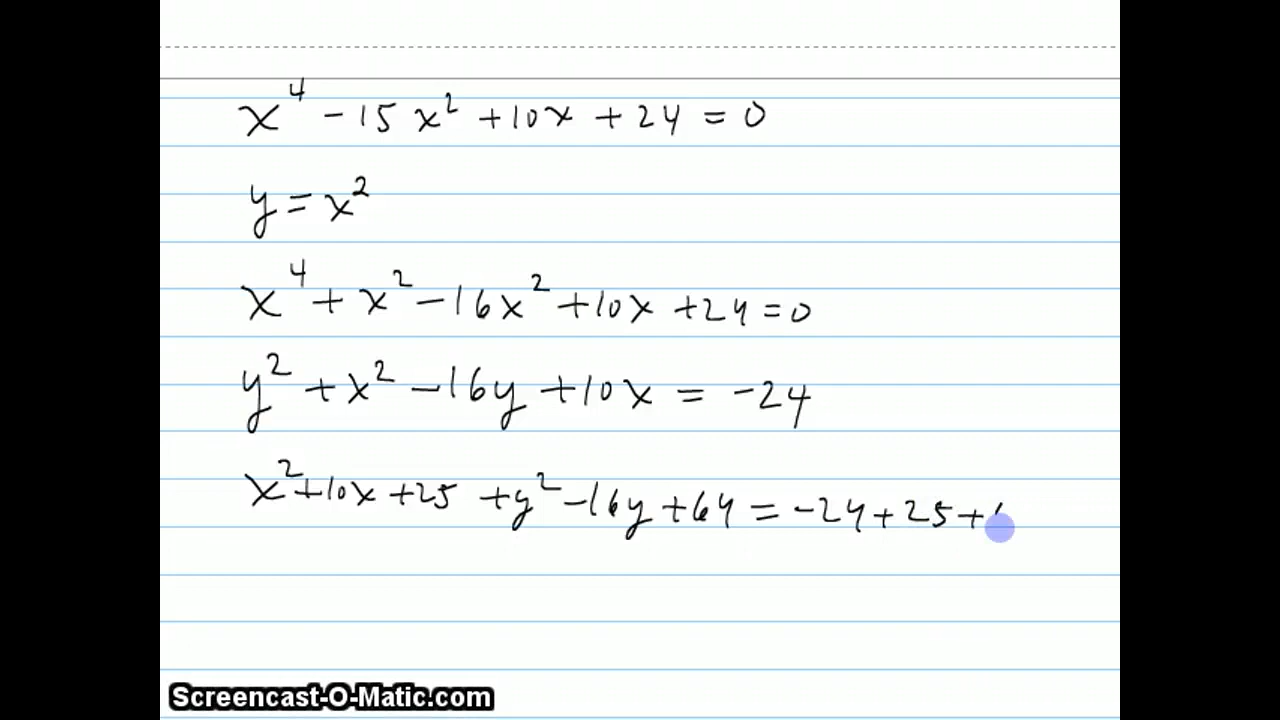 x⁴ - 15x² + 10x + 24 = 0
y = x²
x⁴ + x² - 16x² + 10x + 24 = 0
y² + x² - 16y + 10x = -24
x² + 10x + 25 + y² - 16y + 64 = -24 + 25 +
Screencast-O-Matic.com